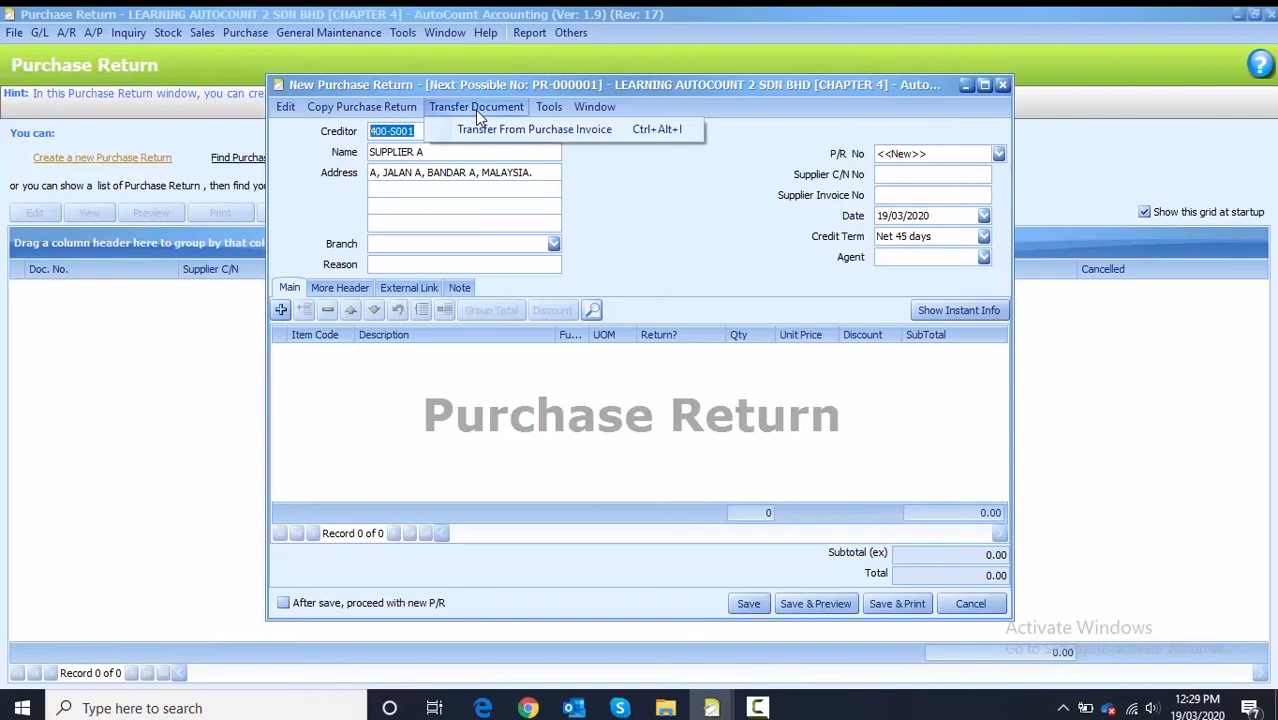 Purchase Return - LEARNING AUTOCOUNT 2 SDN BHD [CHAPTER 4] - AutoCount Accounting (Ver: 1.9) (Rev: 17)
File G/L A/R A/P Inquiry Stock Sales Purchase General Maintenance Tools Window Help Report Others
Purchase Return
Hint: In this Purchase Return window, you can cre
You can:
Create a new Purchase Return Find Purcha
or you can show a list of Purchase Return , then find you
Edit View Preview Print
Show this grid at startup
Drag a column header here to group by that col
Doc. No. Supplier C/N Cancelled
New Purchase Return - [Next Possible No: PR-000001] - LEARNING AUTOCOUNT 2 SDN BHD [CHAPTER 4] - Auto...
Edit Copy Purchase Return Transfer Document Tools Window
Transfer From Purchase Invoice Ctrl+Alt+I
Creditor 400-S001
Name SUPPLIER A
Address A, JALAN A, BANDAR A, MALAYSIA.
Branch
Reason
P/R No <<New>>
Supplier C/N No
Supplier Invoice No
Date 19/03/2020
Credit Term Net 45 days
Agent
Main More Header External Link Note
Group Total Discount Show Instant Info
Item Code Description Fu... UOM Return? Qty Unit Price Discount SubTotal
Purchase Return
0 0.00
Record 0 of 0
Subtotal (ex) 0.00
Total 0.00
After save, proceed with new P/R Save Save & Preview Save & Print Cancel
Activate Windows
0.00
Record 0 of 0
Type here to search
12:29 PM
19/03/2020
7